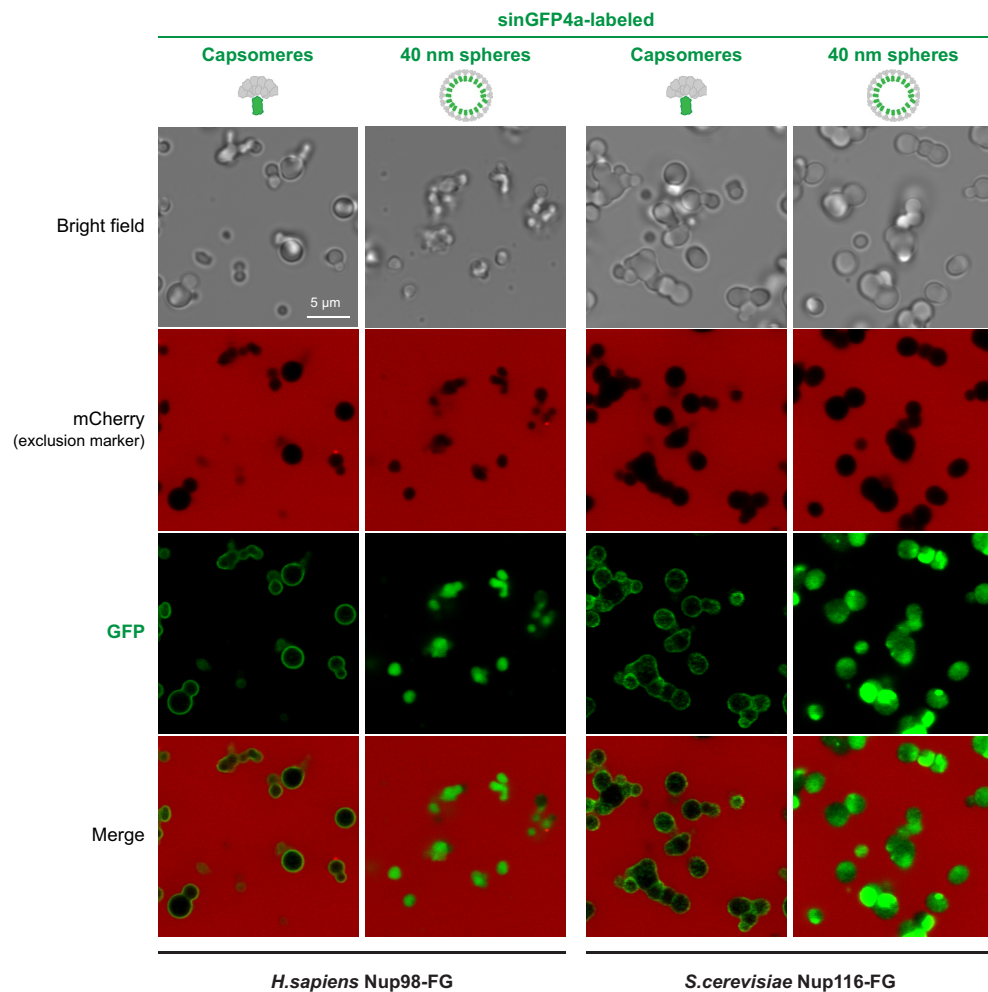 sinGFP4a-labeled
Capsomeres
40 nm spheres
Capsomeres
40 nm spheres
Bright field
5 µm
mCherry
(exclusion marker)
GFP
Merge
H.sapiens Nup98-FG
S.cerevisiae Nup116-FG